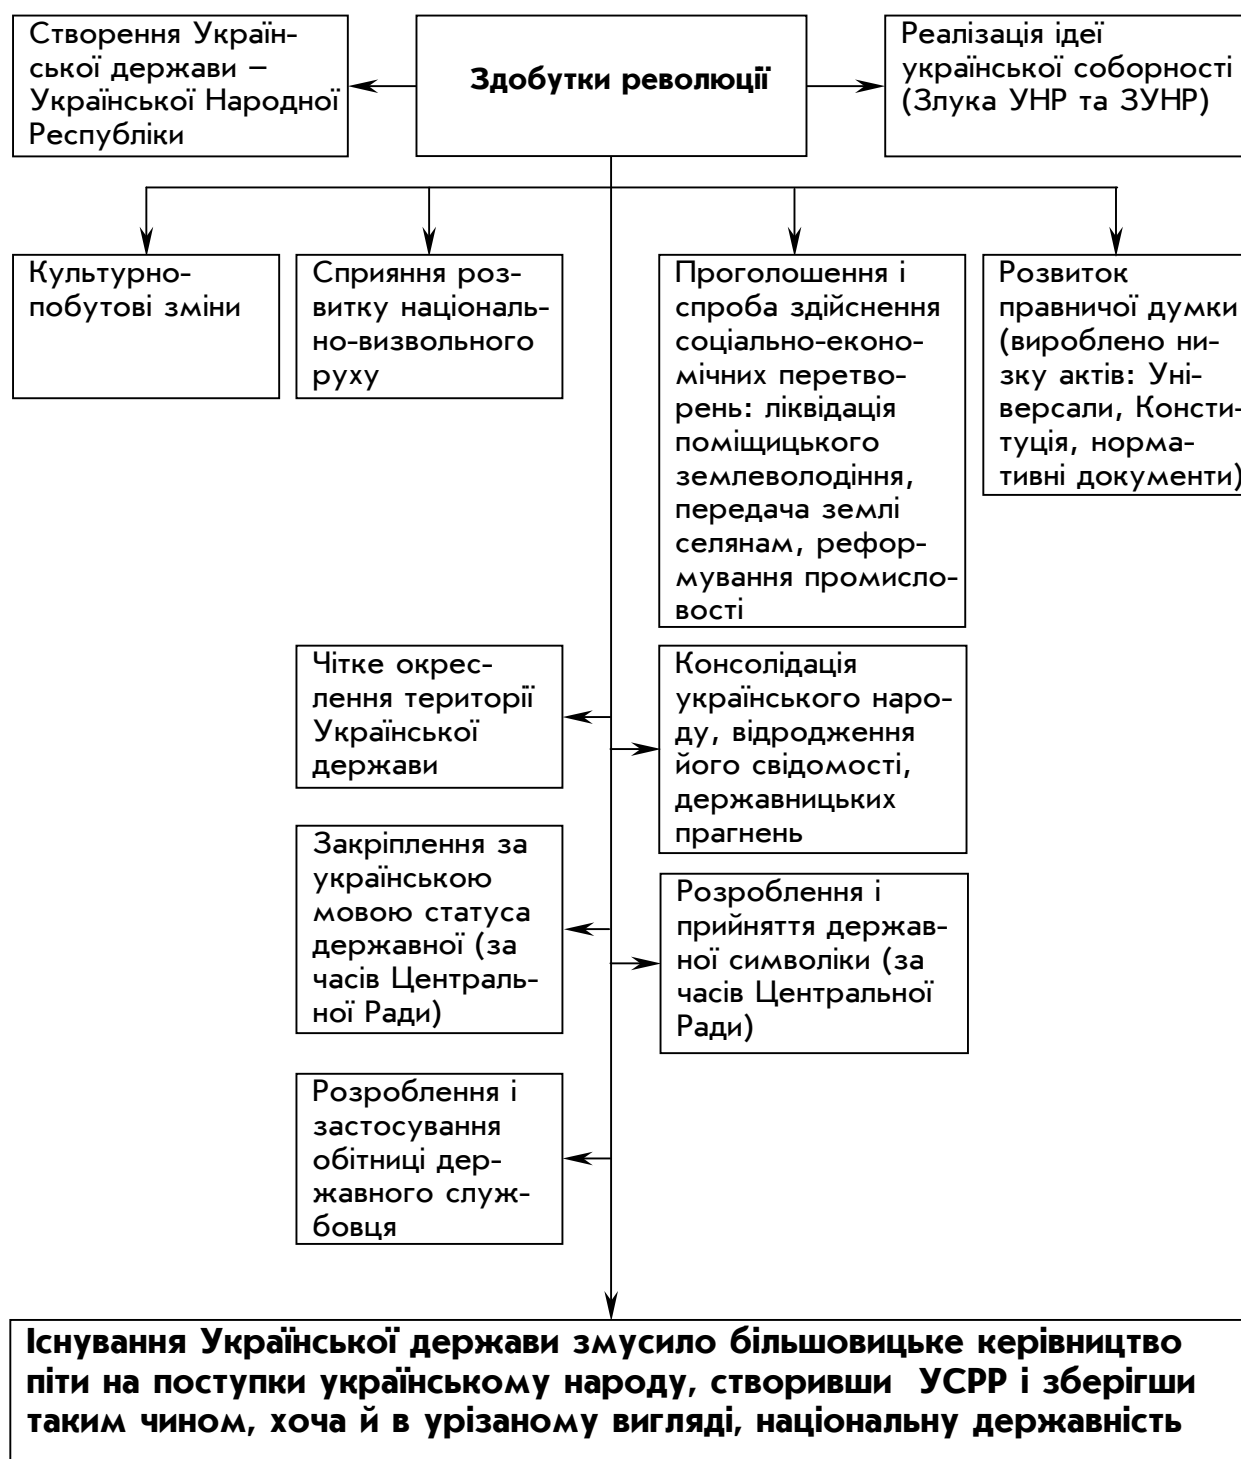 Створення Україн-
ської держави –
Української Народної
Республіки
Здобутки революції
Реалізація ідеї
української соборності
(Злука УНР та ЗУНР)
Культурно-
побутові зміни
Сприяння роз-
витку національ-
но-визвольного
руху
Проголошення і
спроба здійснення
соціально-еконо-
мічних перетво-
рень: ліквідація
поміщицького
землеволодіння,
передача землі
селянам, рефор-
мування промисло-
вості
Розвиток
правничої думки
(вироблено ни-
зку актів: Уні-
версали, Консти-
туція, норма-
тивні документи)
Чітке окрес-
лення території
Української
держави
Консолідація
українського наро-
ду, відродження
його свідомості,
державницьких
прагнень
Закріплення за
українською
мовою статуса
державної (за
часів Централь-
ної Ради)
Розроблення і
прийняття держав-
ної символіки (за
часів Центральної
Ради)
Розроблення і
застосування
обітниці дер-
жавного служ-
бовця
Існування Української держави змусило більшовицьке керівництво
піти на поступки українському народу, створивши УСРР і зберігши
таким чином, хоча й в урізаному вигляді, національну державність